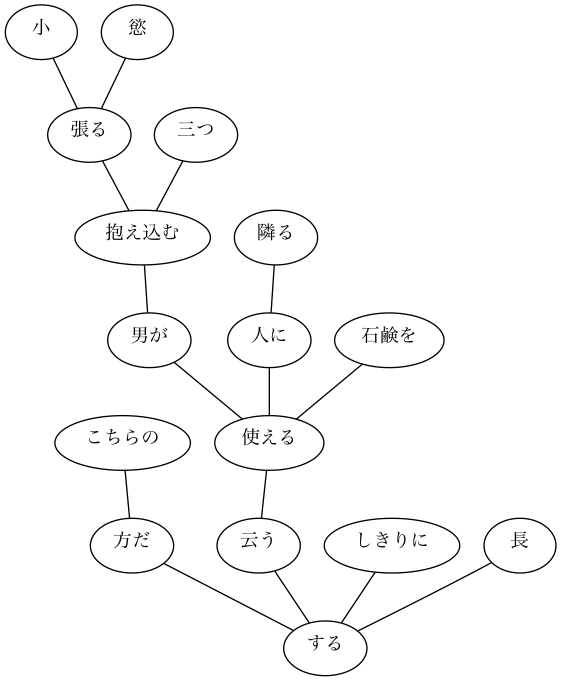 小 慾
張る 三つ
抱え込む 隣る
男が 人に 石鹸を
こちらの 使える
方だ 云う しきりに 長
する